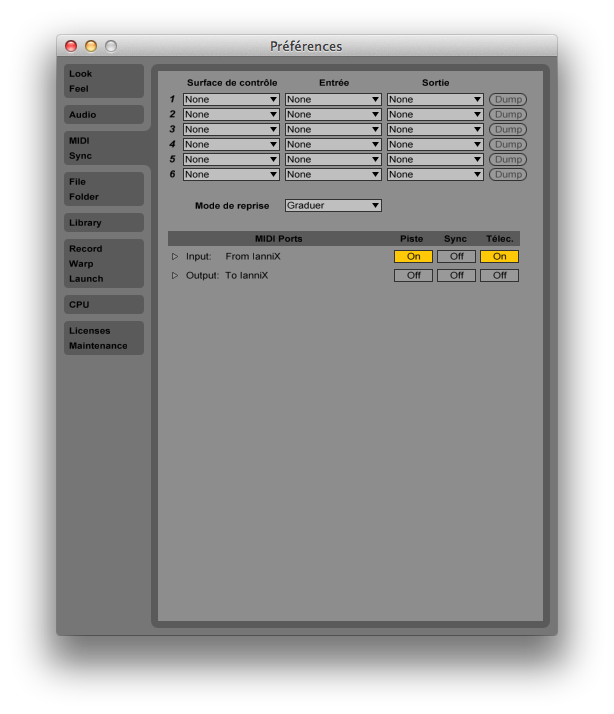 Préférences
Look
Feel
Audio
MIDI
Sync
File
Folder
Library
Record
Warp
Launch
CPU
Licenses
Maintenance
Surface de contrôle Entrée Sortie
1 None None None Dump
2 None None None Dump
3 None None None Dump
4 None None None Dump
5 None None None Dump
6 None None None Dump
Mode de reprise Graduer
MIDI Ports Piste Sync Télec.
Input: From IanniX On Off On
Output: To IanniX Off Off Off